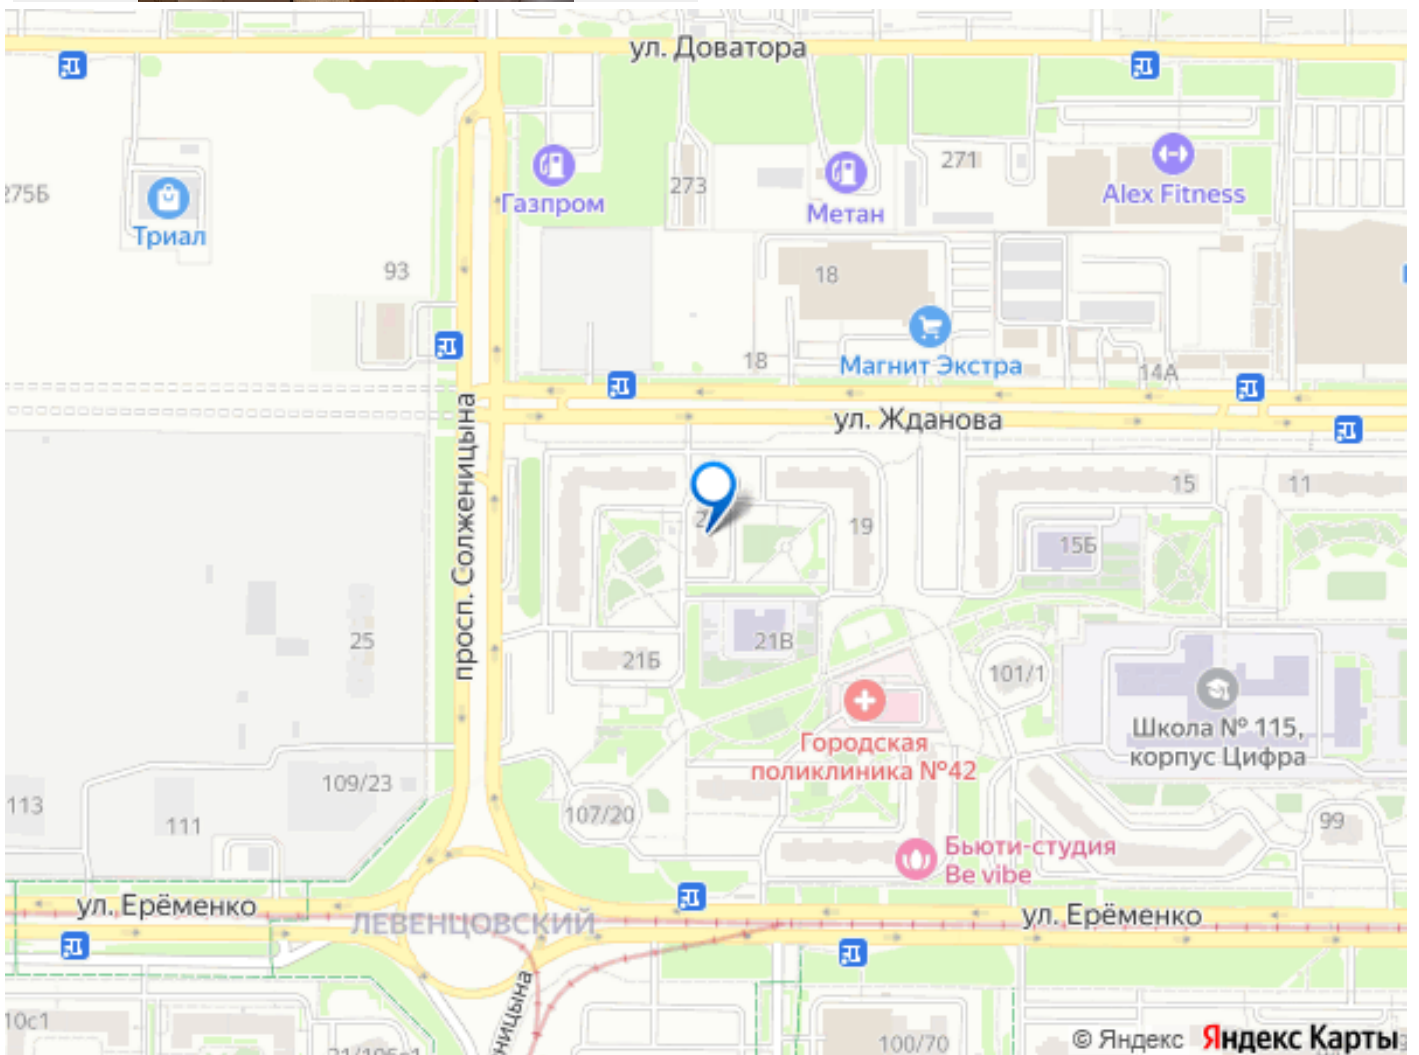 ул. Доватора
275Б
Триал
Газпром
273
Метан
271
Alex Fitness
93
18
Магнит Экстра
18
14А
ул. Жданова
просп. Солженицына
19
15
11
15Б
25
21Б
21В
101/1
Городская
поликлиника №42
Школа № 115,
корпус Цифра
109/23
113
111
107/20
99
Бьюти-студия
Be vibe
ул. Ерёменко
ЛЕВЕНЦОВСКИЙ
ул. Ерёменко
10с1
100/70
© Яндекс Яндекс Карты